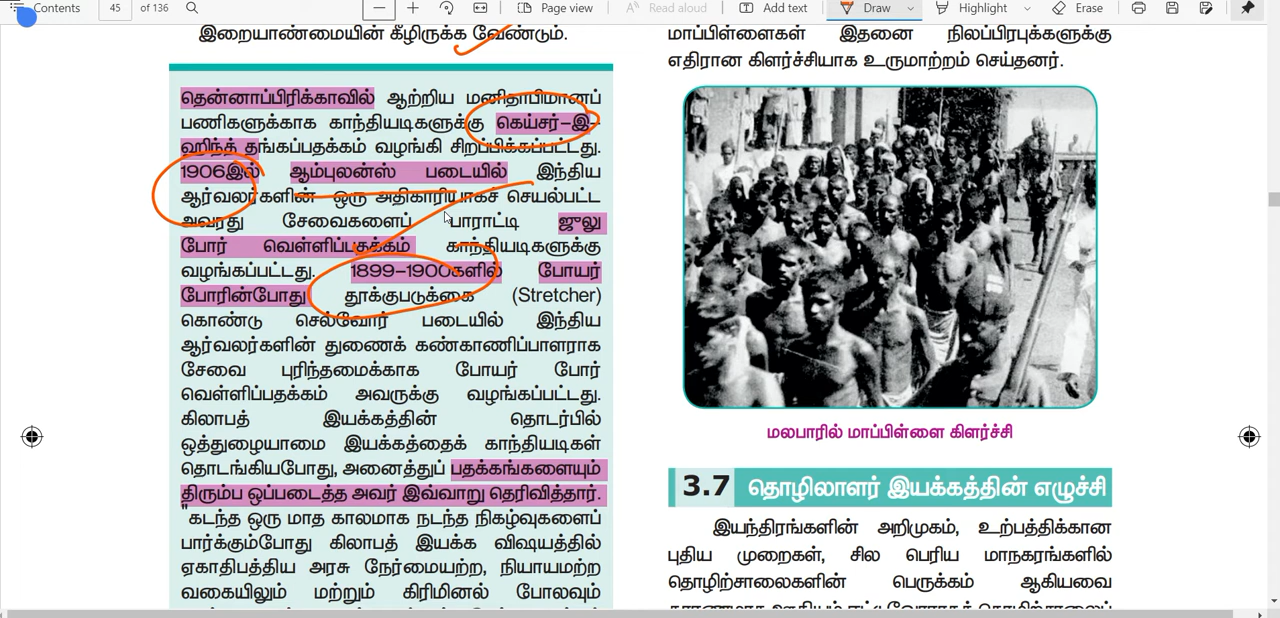 Contents
45 of 136
Page view
Read aloud
Add text
Draw
Highlight
Erase
இறையாண்மையின் கீழிருக்க வேண்டும்.
தென்னாப்பிரிக்காவில் ஆற்றிய மனிதாபிமானப்
பணிகளுக்காக காந்தியடிகளுக்கு கெய்சர்–இ–
ஹிந்த் தங்கப்பதக்கம் வழங்கி சிறப்பிக்கப்பட்டது.
1906இல் ஆம்புலன்ஸ் படையில் இந்திய
ஆர்வலர்களின் ஒரு அதிகாரியாகச் செயல்பட்ட
அவரது சேவைகளைப் பாராட்டி ஜுலு
போர் வெள்ளிப்பதக்கம் காந்தியடிகளுக்கு
வழங்கப்பட்டது. 1899–1900களில் போயர்
போரின்போது தூக்குபடுக்கை (Stretcher)
கொண்டு செல்வோர் படையில் இந்திய
ஆர்வலர்களின் துணைக் கண்காணிப்பாளராக
சேவை புரிந்தமைக்காக போயர் போர்
வெள்ளிப்பதக்கம் அவருக்கு வழங்கப்பட்டது.
கிலாபத் இயக்கத்தின் தொடர்பில்
ஒத்துழையாமை இயக்கத்தைக் காந்தியடிகள்
தொடங்கியபோது, அனைத்துப் பதக்கங்களையும்
திரும்ப ஒப்படைத்த அவர் இவ்வாறு தெரிவித்தார்.
"கடந்த ஒரு மாத காலமாக நடந்த நிகழ்வுகளைப்
பார்க்கும்போது கிலாபத் இயக்க விஷயத்தில்
ஏகாதிபத்திய அரசு நேர்மையற்ற, நியாயமற்ற
வகையிலும் மற்றும் கிரிமினல் போலவும்
மாப்பிள்ளைகள் இதனை நிலப்பிரபுக்களுக்கு
எதிரான கிளர்ச்சியாக உருமாற்றம் செய்தனர்.
மலபாரில் மாப்பிள்ளை கிளர்ச்சி
3.7 தொழிலாளர் இயக்கத்தின் எழுச்சி
இயந்திரங்களின் அறிமுகம், உற்பத்திக்கான
புதிய முறைகள், சில பெரிய மாநகரங்களில்
தொழிற்சாலைகளின் பெருக்கம் ஆகியவை